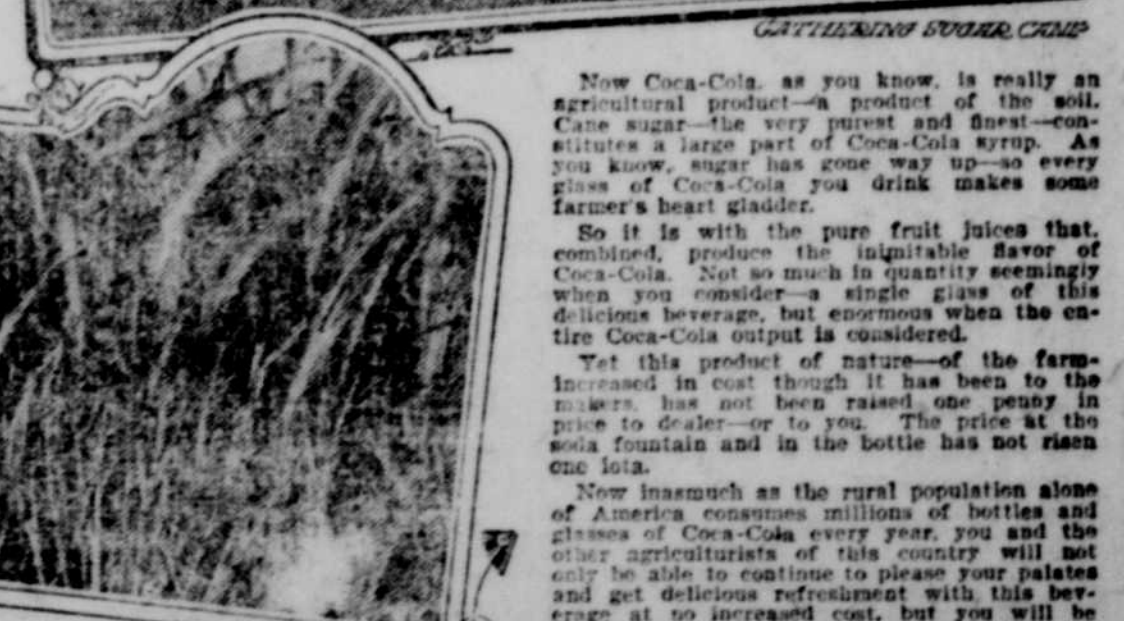 GATHERING SUGAR CANE
Now Coca-Cola, as you know, is really an
agricultural product—a product of the soil.
Cane sugar—the very purest and finest—con-
stitutes a large part of Coca-Cola syrup. As
you know, sugar has gone way up—so every
glass of Coca-Cola you drink makes some
farmer's heart gladder.
So it is with the pure fruit juices that,
combined, produce the inimitable flavor of
Coca-Cola. Not so much in quantity seemingly
when you consider—a single glass of this
delicious beverage, but enormous when the en-
tire Coca-Cola output is considered.
Yet this product of nature—of the farm-
increased in cost though it has been to the
makers, has not been raised one penny in
price to dealer—or to you. The price at the
soda fountain and in the bottle has not risen
one iota.
Now inasmuch as the rural population alone
of America consumes millions of bottles and
glasses of Coca-Cola every year, you and the
other agriculturists of this country will not
only be able to continue to please your palates
and get delicious refreshment with this bev-
erage at no increased cost, but you will be